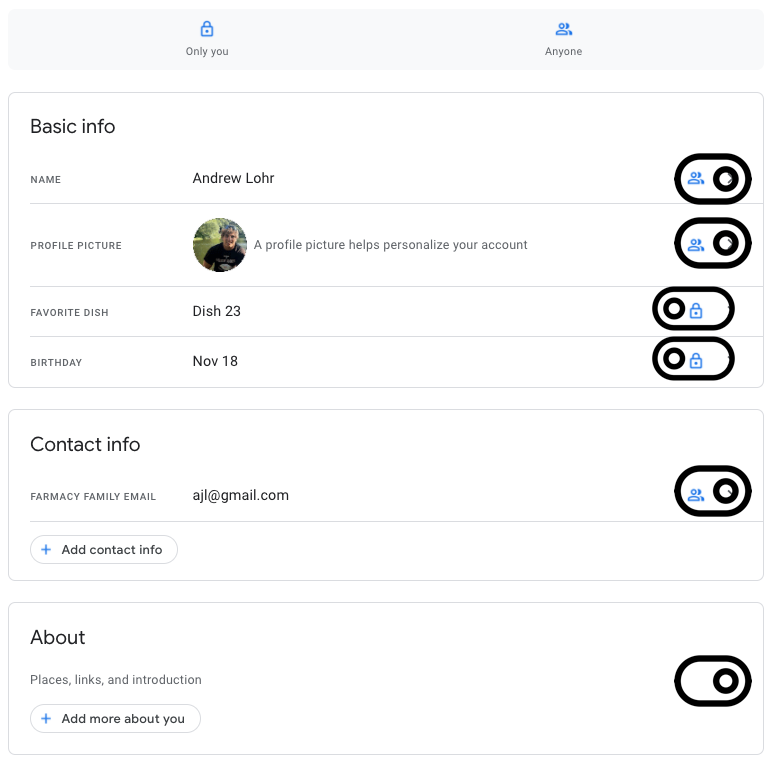 Only you
Anyone
Basic info
NAME
Andrew Lohr
PROFILE PICTURE
A profile picture helps personalize your account
FAVORITE DISH
Dish 23
BIRTHDAY
Nov 18
Contact info
FARMACY FAMILY EMAIL
ajl@gmail.com
+ Add contact info
About
Places, links, and introduction
+ Add more about you